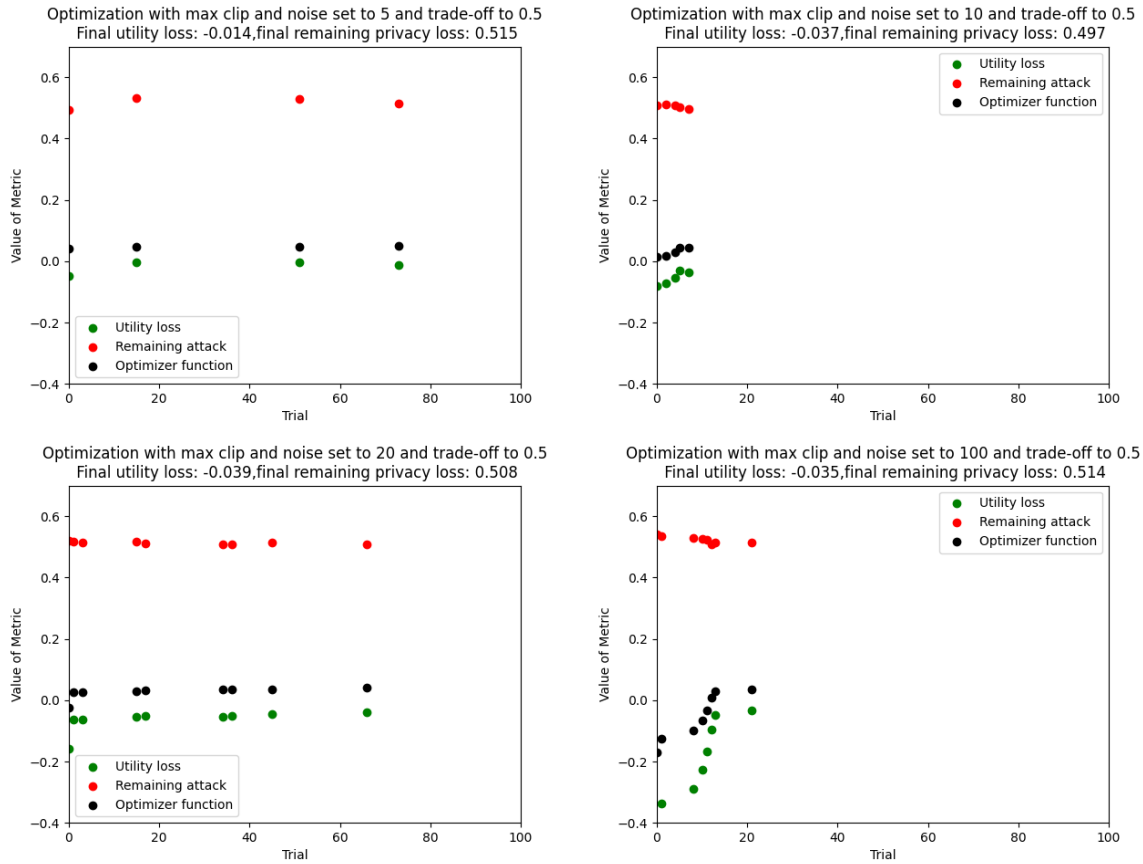 Optimization with max clip and noise set to 5 and trade-off to 0.5
Final utility loss: -0.014,final remaining privacy loss: 0.515
0.6
0.4
0.2
0.0
−0.2
−0.4
Value of Metric
Utility loss
Remaining attack
Optimizer function
0
20
40
60
80
100
Trial
Optimization with max clip and noise set to 10 and trade-off to 0.5
Final utility loss: -0.037,final remaining privacy loss: 0.497
0.6
0.4
0.2
0.0
−0.2
−0.4
Value of Metric
Utility loss
Remaining attack
Optimizer function
0
20
40
60
80
100
Trial
Optimization with max clip and noise set to 20 and trade-off to 0.5
Final utility loss: -0.039,final remaining privacy loss: 0.508
0.6
0.4
0.2
0.0
−0.2
−0.4
Value of Metric
Utility loss
Remaining attack
Optimizer function
0
20
40
60
80
100
Trial
Optimization with max clip and noise set to 100 and trade-off to 0.5
Final utility loss: -0.035,final remaining privacy loss: 0.514
0.6
0.4
0.2
0.0
−0.2
−0.4
Value of Metric
Utility loss
Remaining attack
Optimizer function
0
20
40
60
80
100
Trial